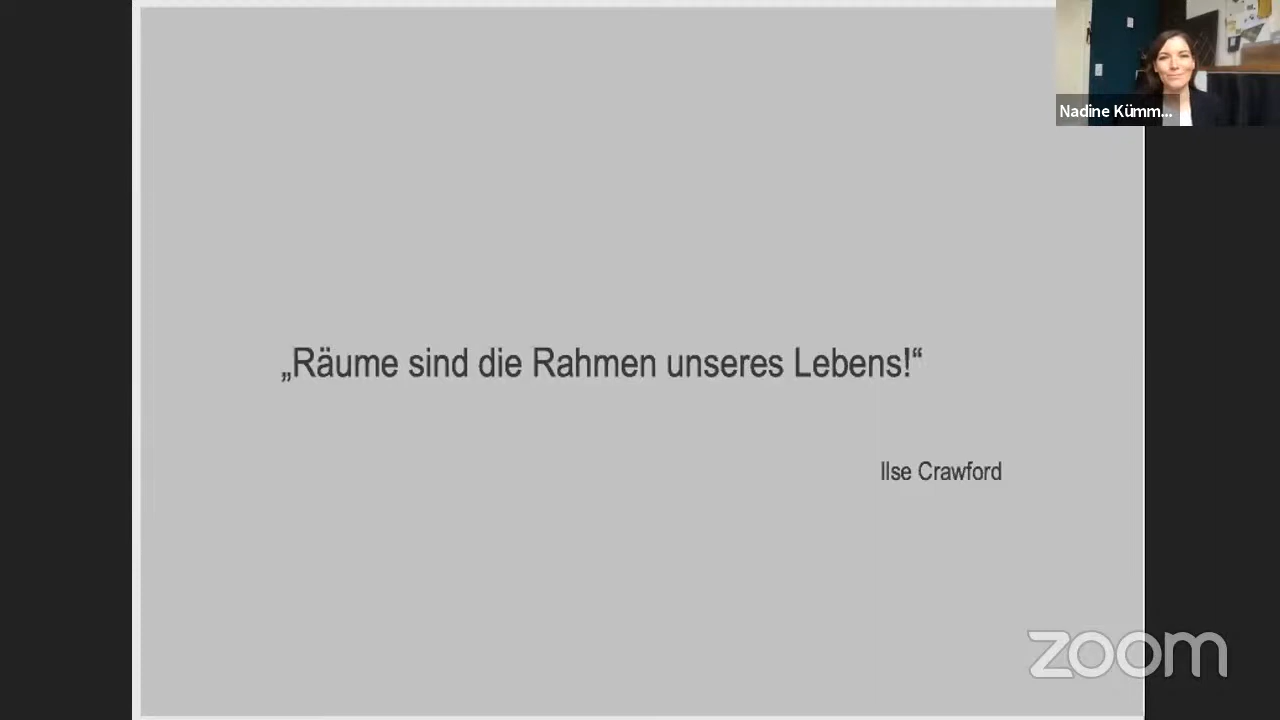 Nadine Kümm...
„Räume sind die Rahmen unseres Lebens!“
Ilse Crawford
zoom